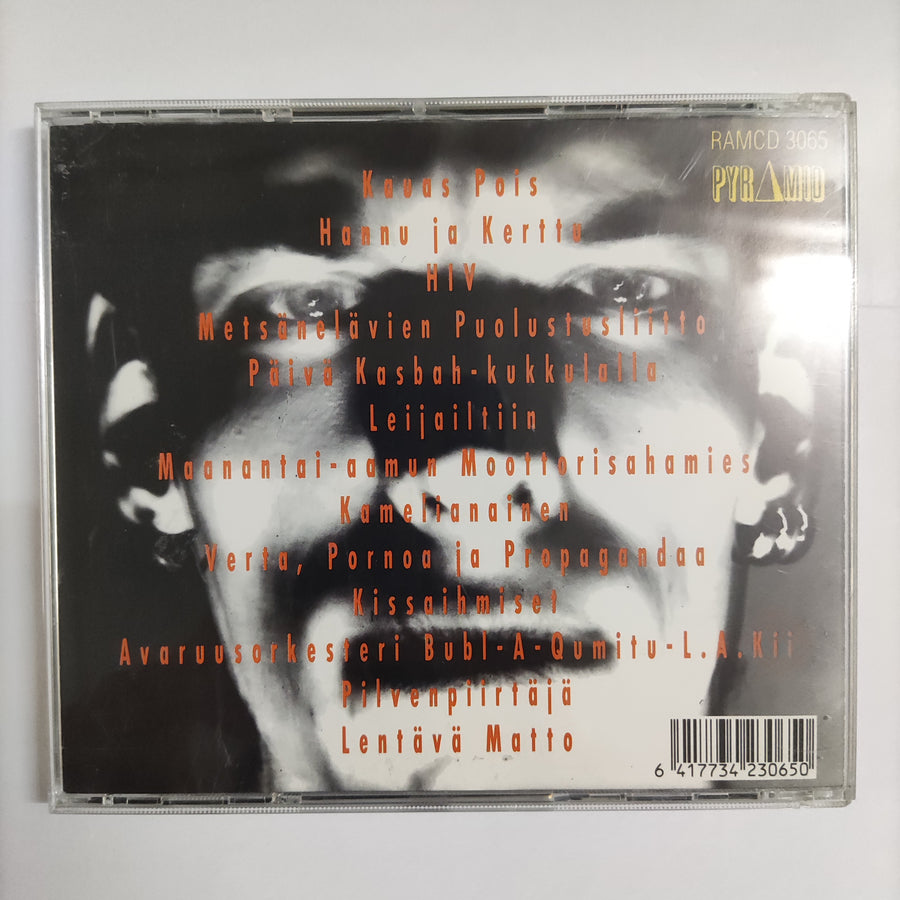 RAMCD 3065
PYRAMID
Kauas Pois
Hannu ja Kerttu
HIV
Metsänelävien Puolustusliitto
Päivä Kasbah-kukkulalla
Leijailtiin
Maanantai-aamun Moottorisahamies
Kamelianainen
Verta, Pornoa ja Propagandaa
Kissaihmiset
Avaruusorkesteri Bubl-A-Qumitu-L.A.Kii
Pilvenpiirtäjä
Lentävä Matto
6 417734 230650